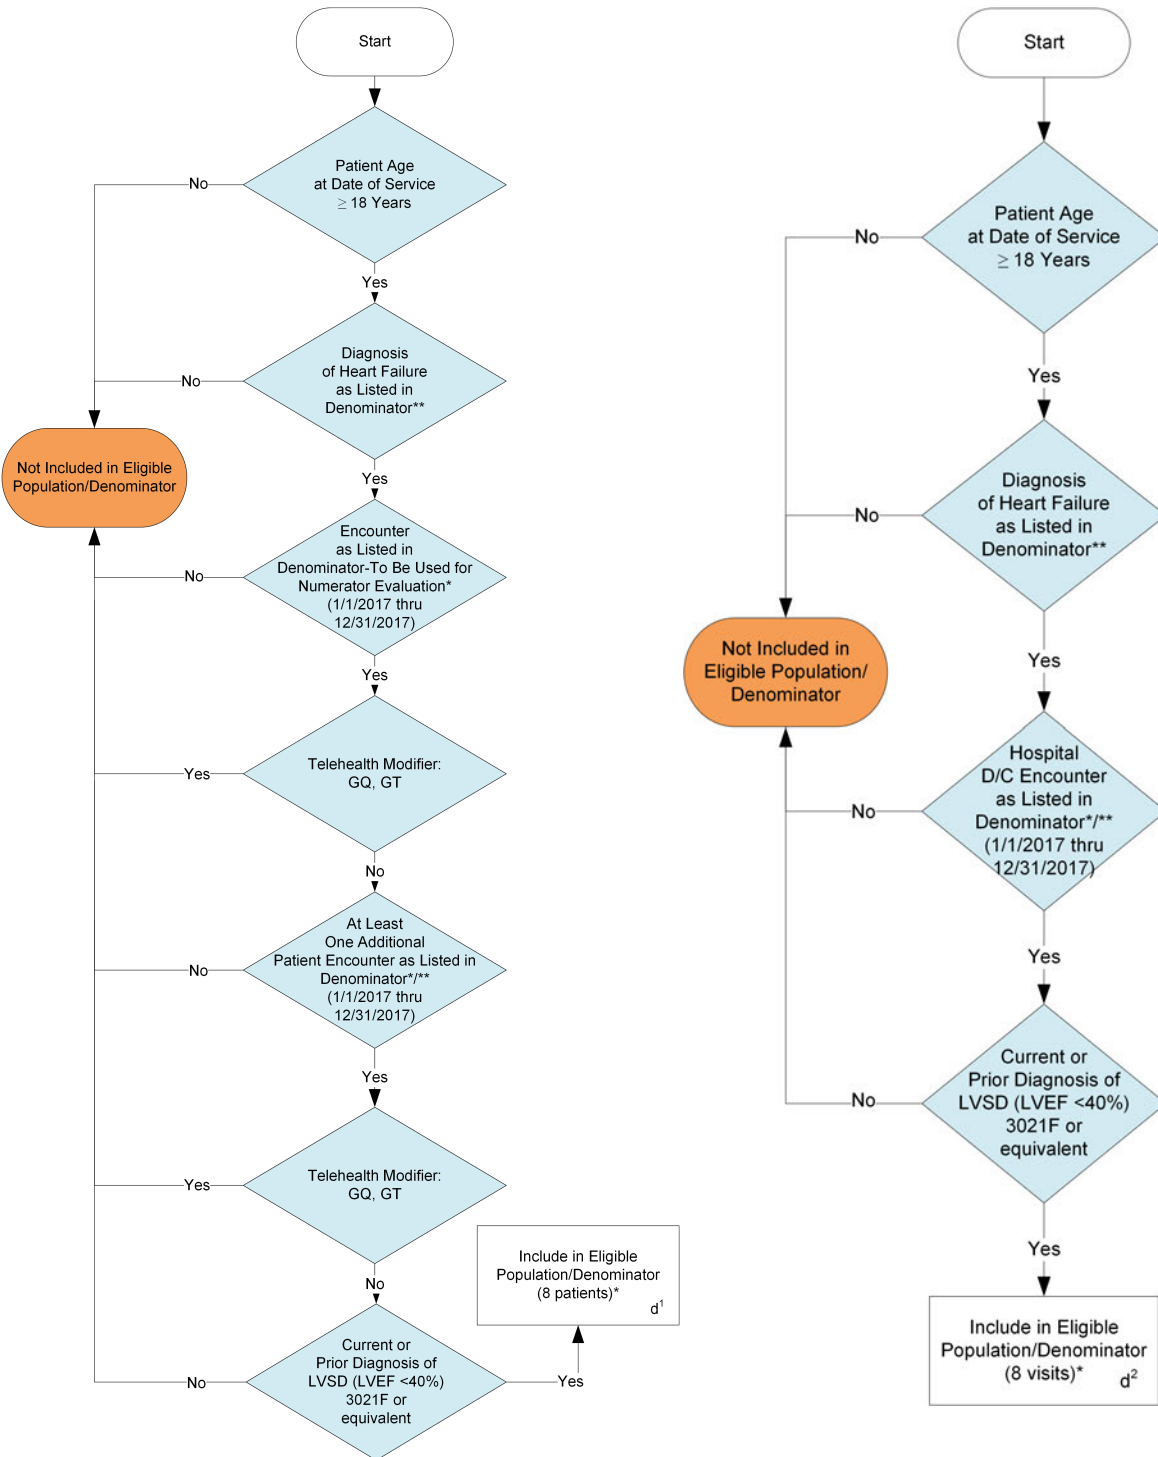 Start
Patient Age
at Date of Service
≥ 18 Years
No
Yes
Diagnosis
of Heart Failure
as Listed in
Denominator**
No
Not Included in Eligible
Population/Denominator
Yes
Encounter
as Listed in
Denominator-To Be Used for
Numerator Evaluation*
(1/1/2017 thru
12/31/2017)
No
Yes
Telehealth Modifier:
GQ, GT
Yes
No
At Least
One Additional
Patient Encounter as Listed in
Denominator*/**
(1/1/2017 thru
12/31/2017)
No
Yes
Telehealth Modifier:
GQ, GT
Yes
No
Include in Eligible
Population/Denominator
(8 patients)*
d¹
Current or
Prior Diagnosis of
LVSD (LVEF <40%)
3021F or
equivalent
No
Yes
Start
Patient Age
at Date of Service
≥ 18 Years
No
Yes
Diagnosis
of Heart Failure
as Listed in
Denominator**
No
Yes
Not Included in
Eligible Population/
Denominator
Hospital
D/C Encounter
as Listed in
Denominator*/**
(1/1/2017 thru
12/31/2017)
No
Yes
Current or
Prior Diagnosis of
LVSD (LVEF <40%)
3021F or
equivalent
No
Yes
Include in Eligible
Population/Denominator
(8 visits)*
d²